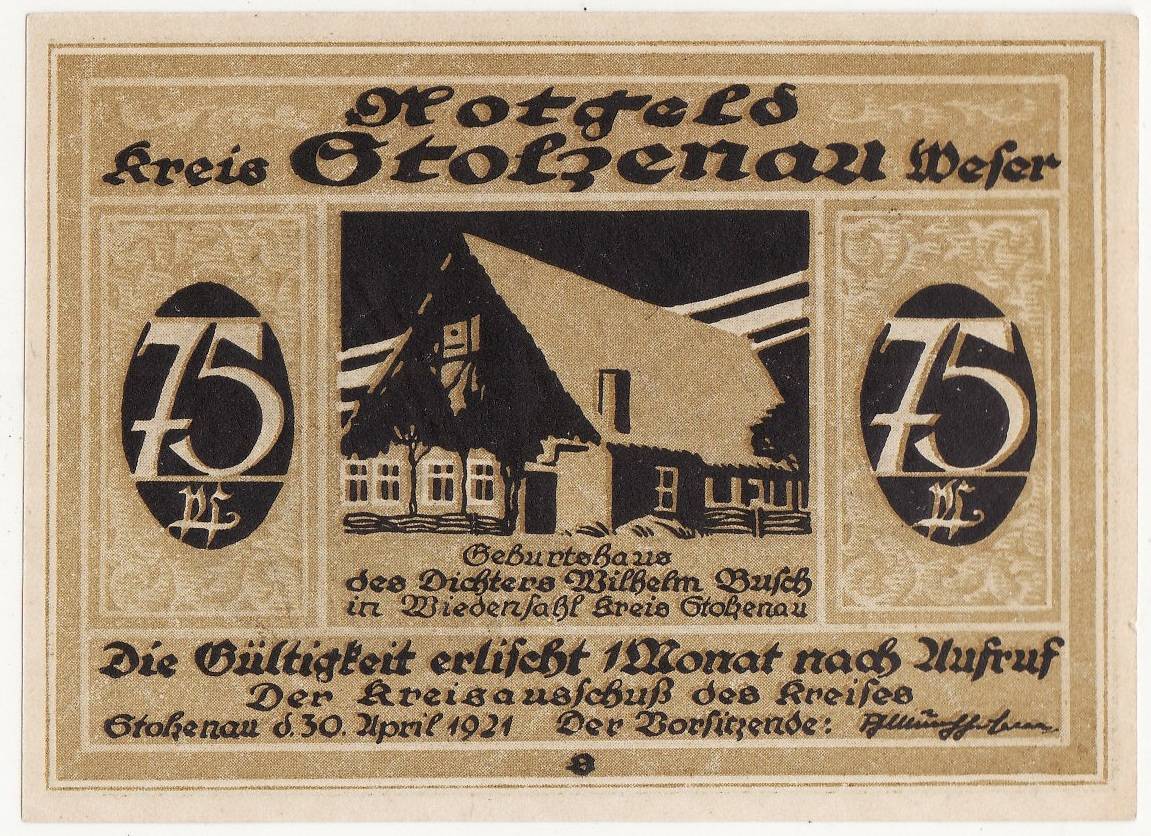 Notgeld
Kreis Stolzenau Weser
75
Pf
75
Pf
Geburtshaus
des Dichters Wilhelm Busch
in Wiedensahl Kreis Stolzenau
Die Gültigkeit erlischt 1 Monat nach Aufruf
Der Kreisausschuß des Kreises
Stolzenau d. 30. April 1921 Der Vorsitzende: